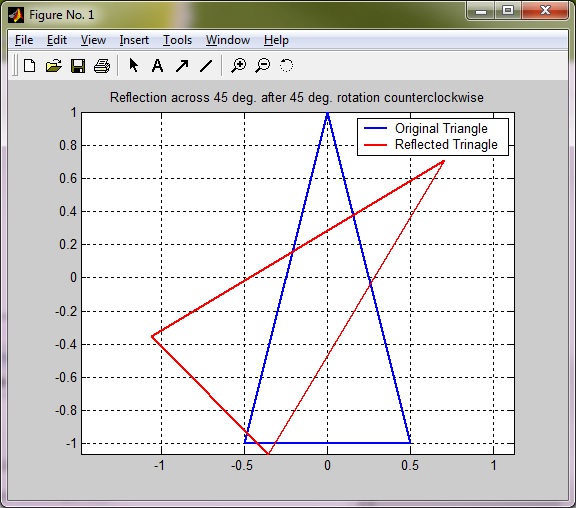 Figure No. 1
File Edit View Insert Tools Window Help
Reflection across 45 deg. after 45 deg. rotation counterclockwise
Original Triangle
Reflected Trinagle
1
0.8
0.6
0.4
0.2
0
-0.2
-0.4
-0.6
-0.8
-1
-1 -0.5 0 0.5 1